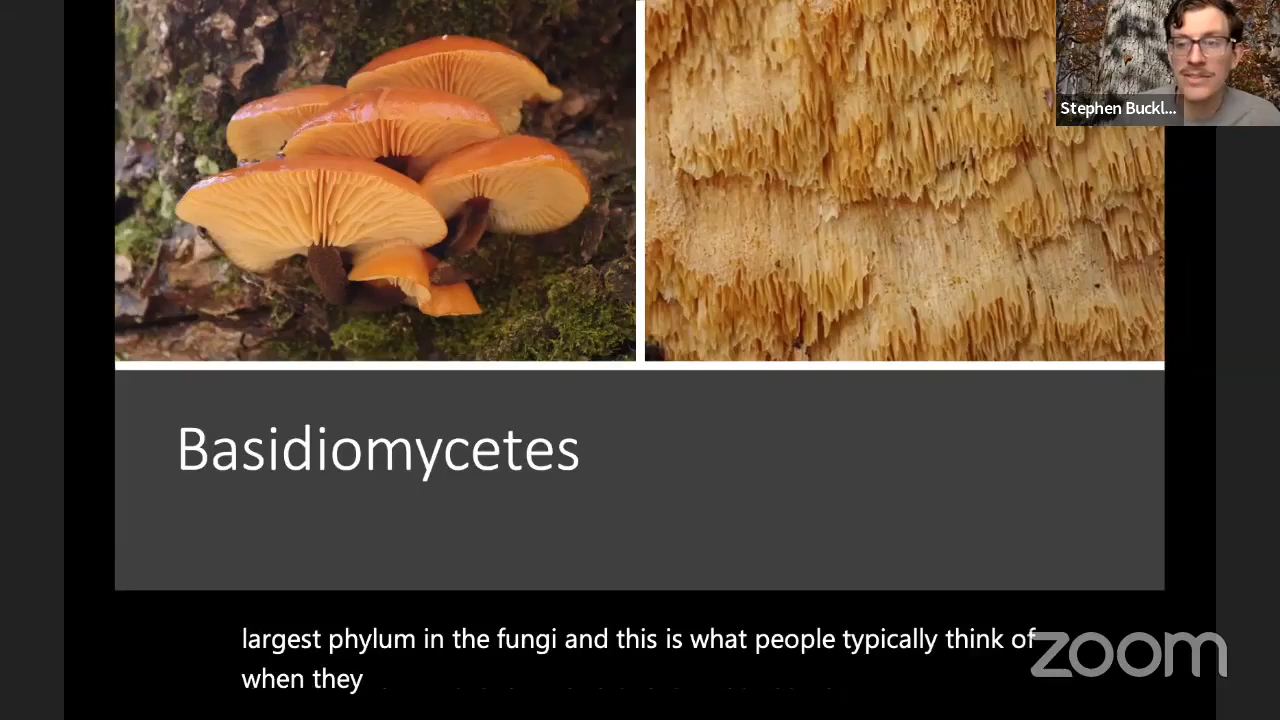 Stephen Buckl...
Basidiomycetes
largest phylum in the fungi and this is what people typically think of
when they
zoom